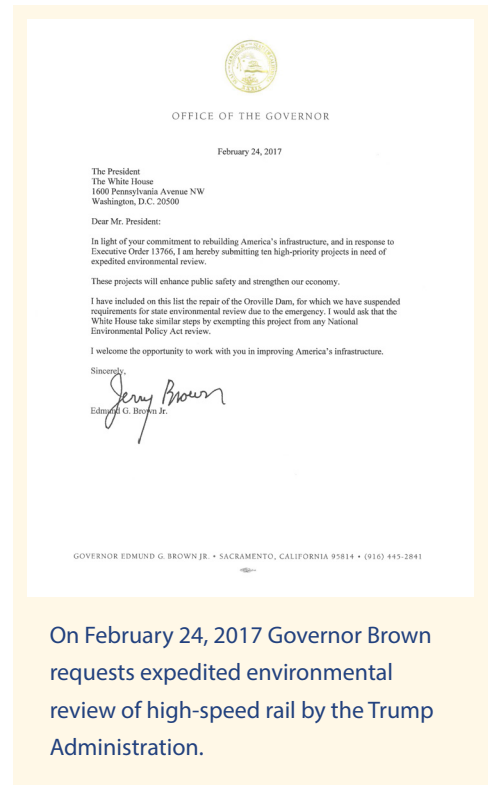 OFFICE OF THE GOVERNOR
February 24, 2017
The President
The White House
1600 Pennsylvania Avenue NW
Washington, D.C. 20500
Dear Mr. President:
In light of your commitment to rebuilding America's infrastructure, and in response to
Executive Order 13766, I am hereby submitting ten high-priority projects in need of
expedited environmental review.
These projects will enhance public safety and strengthen our economy.
I have included on this list the repair of the Oroville Dam, for which we have suspended
requirements for state environmental review due to the emergency. I would ask that the
White House take similar steps by exempting this project from any National
Environmental Policy Act review.
I welcome the opportunity to work with you in improving America's infrastructure.
Sincerely,
Jerry Brown
Edmund G. Brown Jr.
GOVERNOR EDMUND G. BROWN JR. • SACRAMENTO, CALIFORNIA 95814 • (916) 445-2841
On February 24, 2017 Governor Brown
requests expedited environmental
review of high-speed rail by the Trump
Administration.